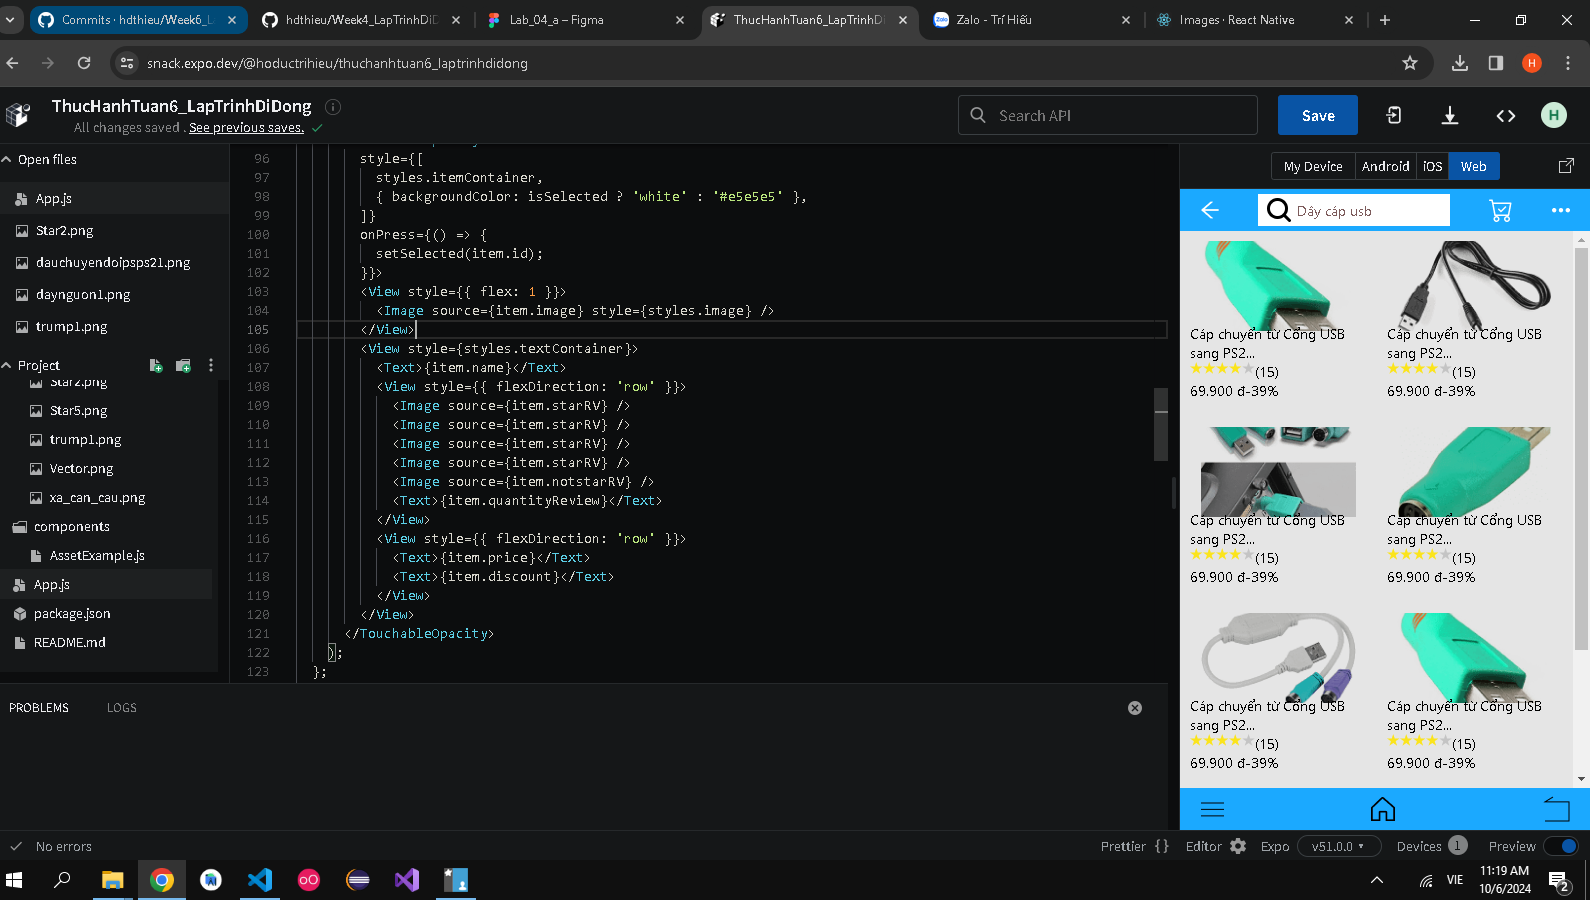 Commits · hdthieu/Week6_L
hdthieu/Week4_LapTrinhDiD
Lab_04_a – Figma
ThucHanhTuan6_LapTrinhD
Zalo - Trí Hiếu
Images · React Native
snack.expo.dev/@hoductrihieu/thuchanhtuan6_laptrinhdidong
H
ThucHanhTuan6_LapTrinhDiDong
All changes saved . See previous saves.
Search API
Save
H
Open files
App.js
Star2.png
dauchuyendoipsps21.png
daynguon1.png
trump1.png
Project
Star2.png
Star5.png
trump1.png
Vector.png
xa_can_cau.png
components
AssetExample.js
App.js
package.json
README.md
96 style={[
97 styles.itemContainer,
98 { backgroundColor: isSelected ? 'white' : '#e5e5e5' },
99 ]}
100 onPress={() => {
101 setSelected(item.id);
102 }}>
103 <View style={{ flex: 1 }}>
104 <Image source={item.image} style={styles.image} />
105 </View>
106 <View style={styles.textContainer}>
107 <Text>{item.name}</Text>
108 <View style={{ flexDirection: 'row' }}>
109 <Image source={item.starRV} />
110 <Image source={item.starRV} />
111 <Image source={item.starRV} />
112 <Image source={item.starRV} />
113 <Image source={item.notstarRV} />
114 <Text>{item.quantityReview}</Text>
115 </View>
116 <View style={{ flexDirection: 'row' }}>
117 <Text>{item.price}</Text>
118 <Text>{item.discount}</Text>
119 </View>
120 </View>
121 </TouchableOpacity>
122 );
123 };
PROBLEMS LOGS
My Device Android iOS Web
Dây cáp usb
Cáp chuyển từ Cổng USB
sang PS2...
(15)
69.900 đ-39%
Cáp chuyển từ Cổng USB
sang PS2...
(15)
69.900 đ-39%
Cáp chuyển từ Cổng USB
sang PS2...
(15)
69.900 đ-39%
Cáp chuyển từ Cổng USB
sang PS2...
(15)
69.900 đ-39%
Cáp chuyển từ Cổng USB
sang PS2...
(15)
69.900 đ-39%
Cáp chuyển từ Cổng USB
sang PS2...
(15)
69.900 đ-39%
No errors
Prettier {} Editor Expo v51.0.0 Devices 1 Preview
VIE
11:19 AM
10/6/2024
2